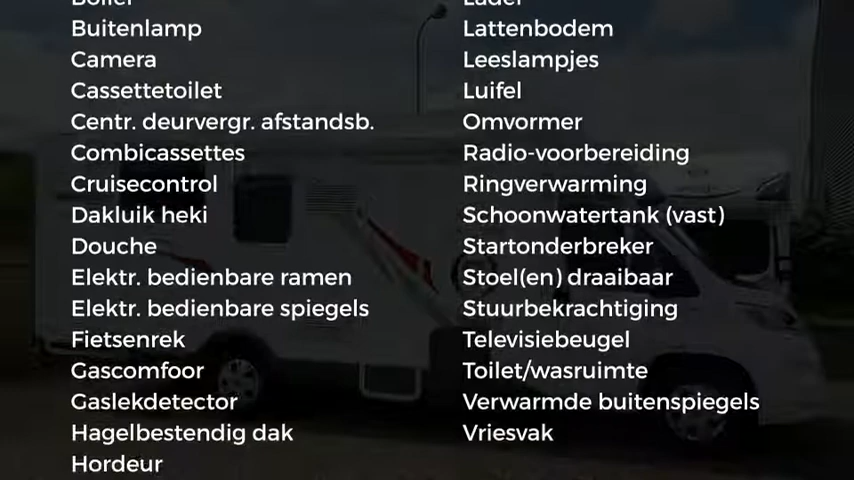 Boiler
Buitenlamp
Camera
Cassettetoilet
Centr. deurvergr. afstandsb.
Combicassettes
Cruisecontrol
Dakluik heki
Douche
Elektr. bedienbare ramen
Elektr. bedienbare spiegels
Fietsenrek
Gascomfoor
Gaslekdetector
Hagelbestendig dak
Hordeur
Lader
Lattenbodem
Leeslampjes
Luifel
Omvormer
Radio-voorbereiding
Ringverwarming
Schoonwatertank (vast)
Startonderbreker
Stoel(en) draaibaar
Stuurbekrachtiging
Televisiebeugel
Toilet/wasruimte
Verwarmde buitenspiegels
Vriesvak